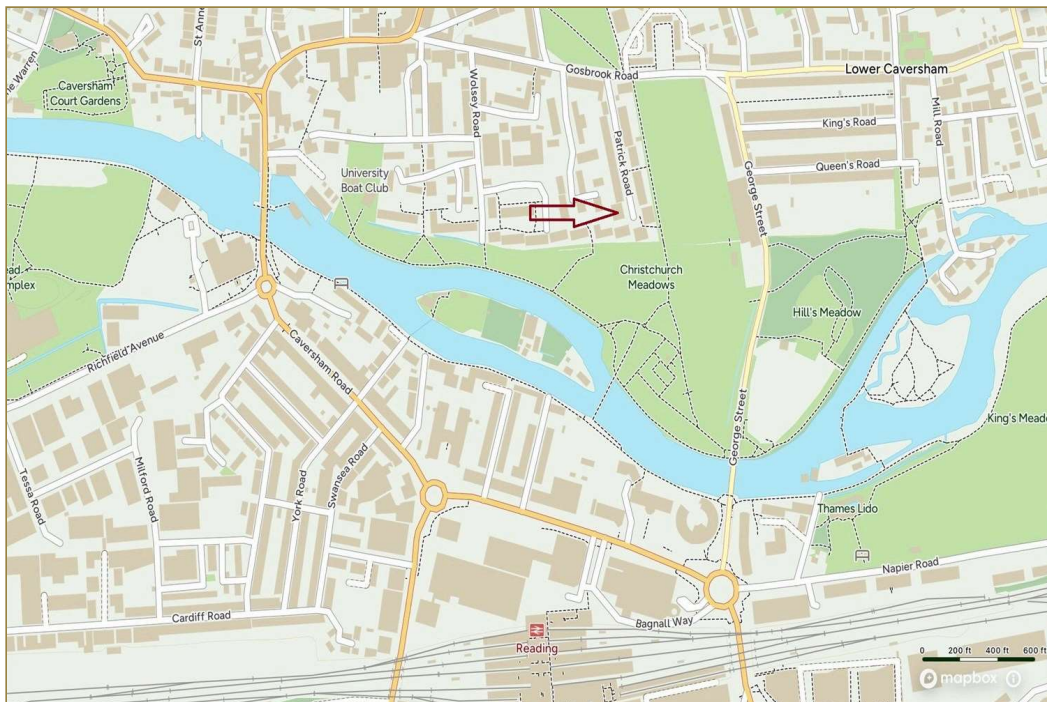 St Anne
Gosbrook Road
Lower Caversham
Caversham
Court Gardens
Wolsey Road
Patrick Road
King's Road
Mill Road
University
Boat Club
Queen's Road
George Street
Christchurch
Meadows
Hill's Meadow
Richfield Avenue
Caversham Road
George Street
Tessa Road
Milford Road
York Road
Swansea Road
Thames Lido
Napier Road
Cardiff Road
Bagnall Way
Reading
0 200 ft 400 ft 600 ft
mapbox